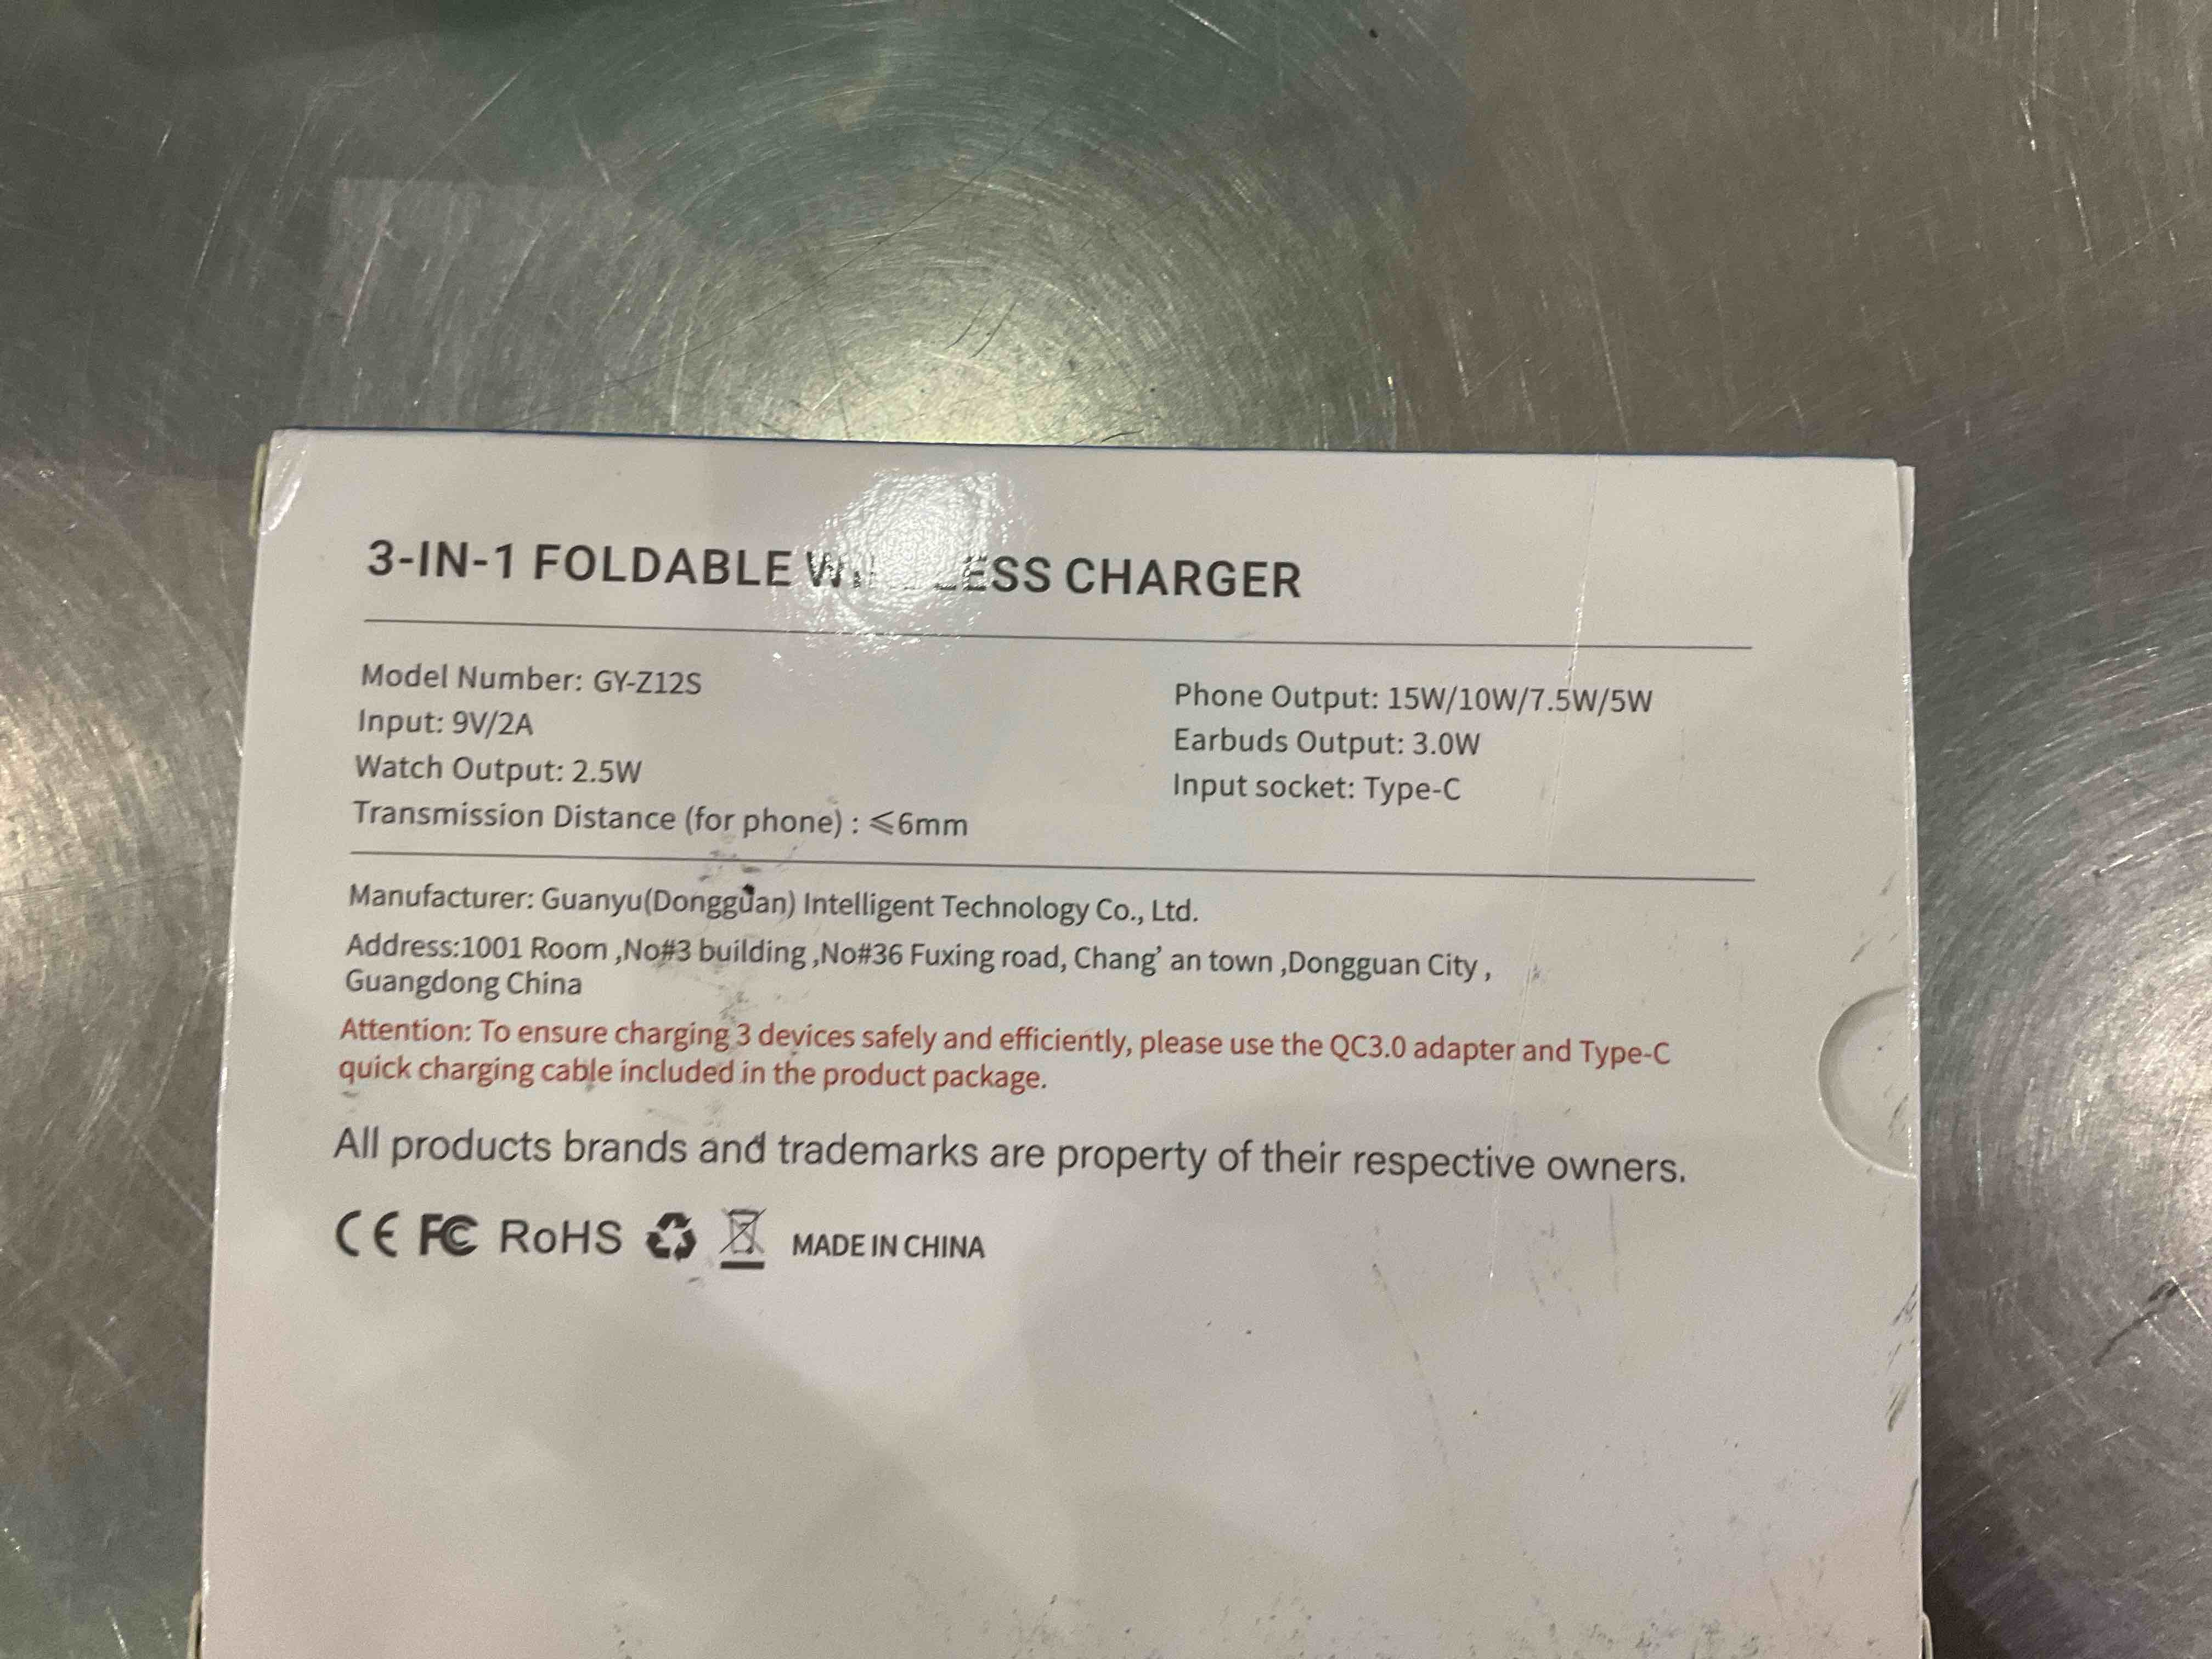 3-IN-1 FOLDABLE CHARGER
Model Number: GY-Z12S
Input: 9V/2A
Watch Output: 2.5W
Transmission Distance (for phone) : ⩽6mm
Phone Output: 15W/10W/7.5W/5W
Earbuds Output: 3.0W
Input socket: Type-C
Manufacturer: Guanyu(Dongguan) Intelligent Technology Co., Ltd.
Address:1001 Room ,No#3 building ,No#36 Fuxing road, Chang’ an town ,Dongguan City ,
Guangdong China
Attention: To ensure charging 3 devices safely and efficiently, please use the QC3.0 adapter and Type-C
quick charging cable included in the product package.
All products brands and trademarks are property of their respective owners.
CE FC RoHS MADE IN CHINA